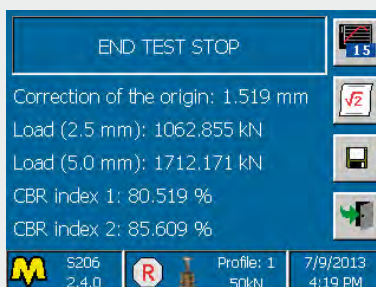 END TEST STOP
15
Correction of the origin: 1.519 mm
√2
Load (2.5 mm): 1062.855 kN
Load (5.0 mm): 1712.171 kN
CBR index 1: 80.519 %
CBR index 2: 85.609 %
S206 R Profile: 1 7/9/2013
2.4.0 50kN 4:19 PM